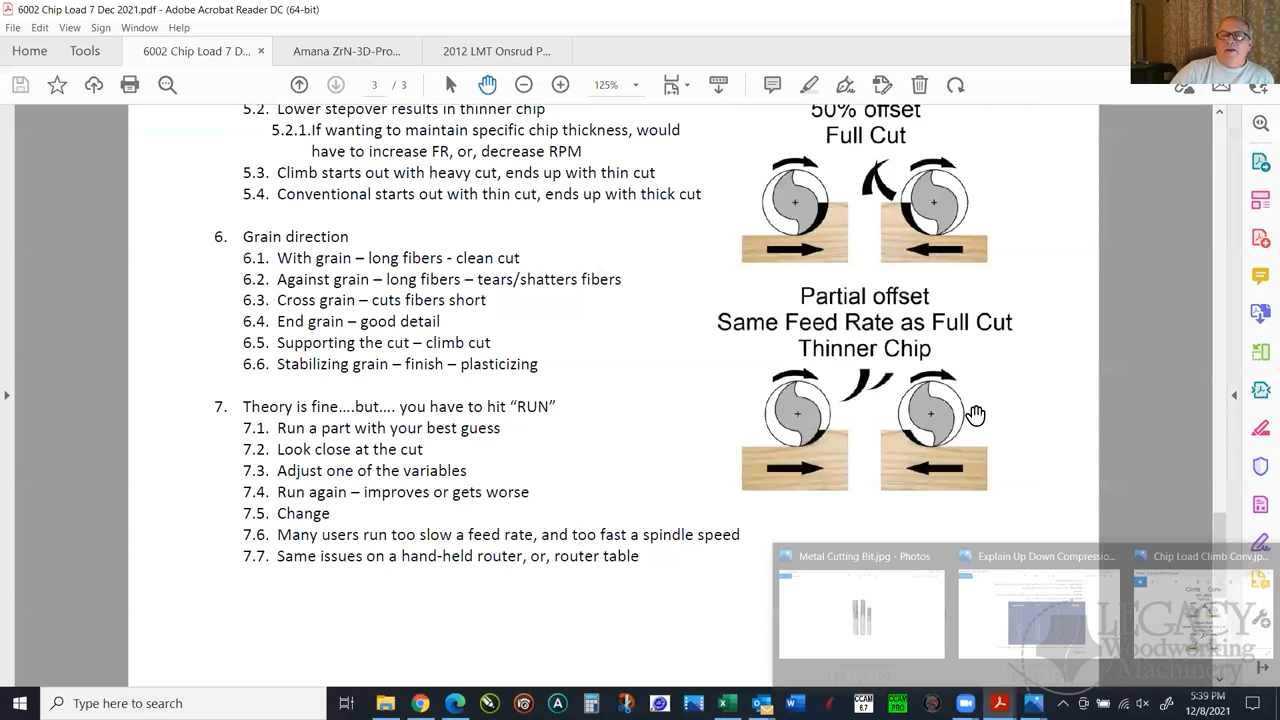 6002 Chip Load 7 Dec 2021.pdf - Adobe Acrobat Reader DC (64-bit)
File Edit View Sign Window Help
Home Tools 6002 Chip Load 7 D... × Amana ZrN-3D-Pro... 2012 LMT Onsrud P...
3 / 3 125%
5.2. Lower stepover results in thinner chip
5.2.1.If wanting to maintain specific chip thickness, would
have to increase FR, or, decrease RPM
5.3. Climb starts out with heavy cut, ends up with thin cut
5.4. Conventional starts out with thin cut, ends up with thick cut
6. Grain direction
6.1. With grain – long fibers - clean cut
6.2. Against grain – long fibers – tears/shatters fibers
6.3. Cross grain – cuts fibers short
6.4. End grain – good detail
6.5. Supporting the cut – climb cut
6.6. Stabilizing grain – finish – plasticizing
7. Theory is fine....but.... you have to hit “RUN”
7.1. Run a part with your best guess
7.2. Look close at the cut
7.3. Adjust one of the variables
7.4. Run again – improves or gets worse
7.5. Change
7.6. Many users run too slow a feed rate, and too fast a spindle speed
7.7. Same issues on a hand-held router, or, router table
50% offset
Full Cut
Partial offset
Same Feed Rate as Full Cut
Thinner Chip
Metal Cutting Bit.jpg - Photos Explain Up Down Compressio... Chip Load Climb Conv.jp...
LEGACY
Woodworking
Machinery
Type here to search
5:39 PM
12/8/2021